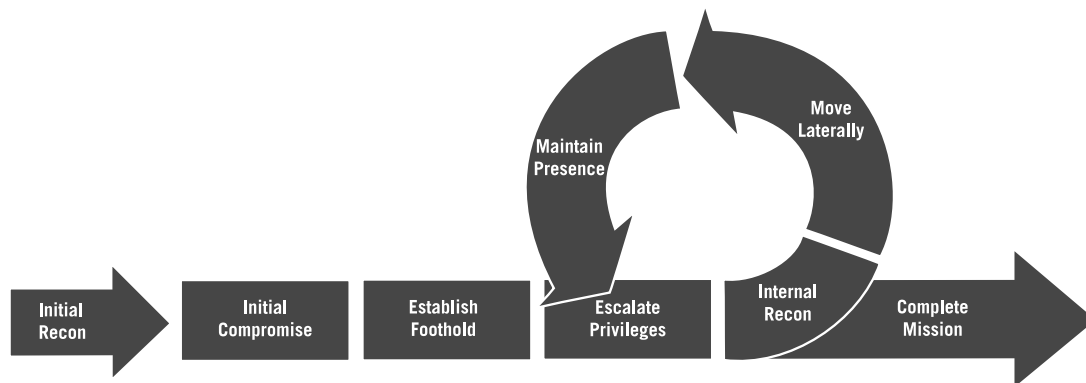 Initial
Recon
Initial
Compromise
Establish
Foothold
Escalate
Privileges
Internal
Recon
Move
Laterally
Maintain
Presence
Complete
Mission